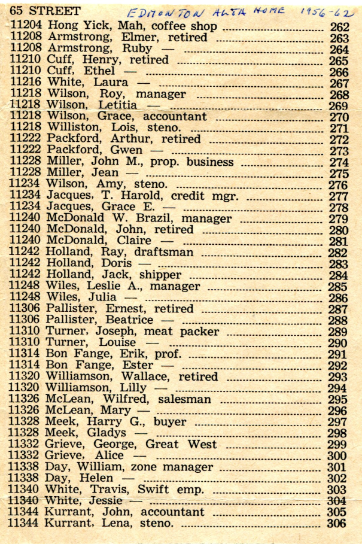 65 STREET EDMONTON ALTA HOME 1956-62
11204 Hong Yick, Mah, coffee shop 262
11208 Armstrong, Elmer, retired 263
11208 Armstrong, Ruby — 264
11210 Cuff, Henry, retired 265
11210 Cuff, Ethel — 266
11216 White, Laura — 267
11218 Wilson, Roy, manager 268
11218 Wilson, Letitia — 269
11218 Wilson, Grace, accountant 270
11218 Williston, Lois, steno. 271
11222 Packford, Arthur, retired 272
11222 Packford, Gwen — 273
11228 Miller, John M., prop. business 274
11228 Miller, Jean — 275
11234 Wilson, Amy, steno. 276
11234 Jacques, T. Harold, credit mgr. 277
11234 Jacques, Grace E. — 278
11240 McDonald W. Brazil, manager 279
11240 McDonald, John, retired 280
11240 McDonald, Claire — 281
11242 Holland, Ray, draftsman 282
11242 Holland, Doris — 283
11242 Holland, Jack, shipper 284
11248 Wiles, Leslie A., manager 285
11248 Wiles, Julia — 286
11306 Pallister, Ernest, retired 287
11306 Pallister, Beatrice — 288
11310 Turner, Joseph, meat packer 289
11310 Turner, Louise — 290
11314 Bon Fange, Erik, prof. 291
11314 Bon Fange, Ester — 292
11320 Williamson, Wallace, retired 293
11320 Williamson, Lilly — 294
11326 McLean, Wilfred, salesman 295
11326 McLean, Mary — 296
11328 Meek, Harry G., buyer 297
11328 Meek, Gladys — 298
11332 Grieve, George, Great West 299
11332 Grieve. Alice — 300
11338 Day, William, zone manager 301
11338 Day, Helen — 302
11340 White, Travis, Swift emp. 303
11340 White, Jessie — 304
11344 Kurrant, John, accountant 305
11344 Kurrant. Lena, steno. 306